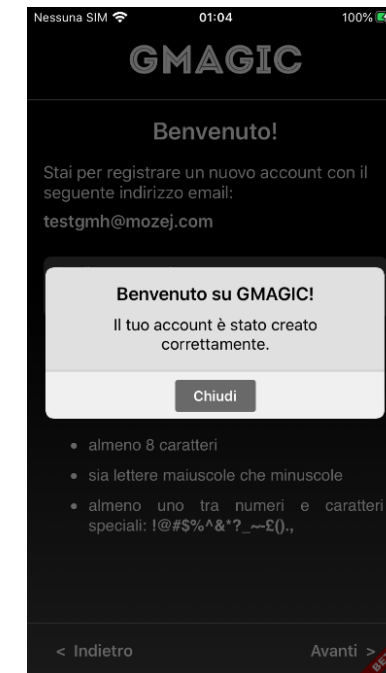 Nessuna SIM 01:04 100%
GMAGIC
Benvenuto!
Stai per registrare un nuovo account con il
seguente indirizzo email:
testgmh@mozej.com
Benvenuto su GMAGIC!
Il tuo account è stato creato
correttamente.
Chiudi
• almeno 8 caratteri
• sia lettere maiuscole che minuscole
• almeno uno tra numeri e caratteri
speciali: !@#$%^&*?_~-£().,
< Indietro Avanti >